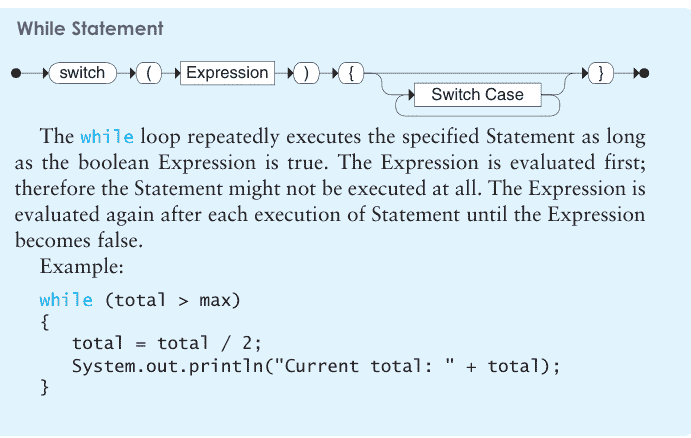 While Statement
switch ( Expression ) { Switch Case }
The while loop repeatedly executes the specified Statement as long
as the boolean Expression is true. The Expression is evaluated first;
therefore the Statement might not be executed at all. The Expression is
evaluated again after each execution of Statement until the Expression
becomes false.
Example:
while (total > max)
{
total = total / 2;
System.out.println("Current total: " + total);
}